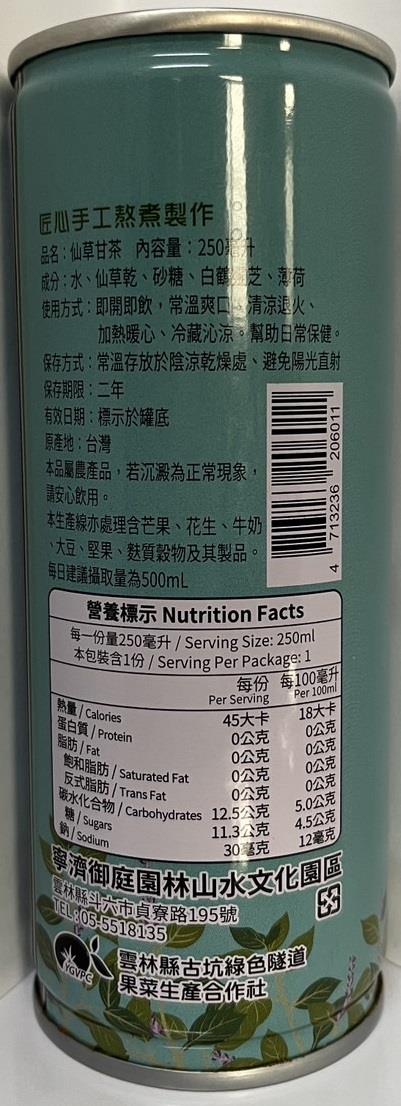 匠心手工熬煮製作
品名：仙草甘茶　內容量：250毫升
成分：水、仙草乾、砂糖、白鶴靈芝、薄荷
使用方式：即開即飲，常溫爽口、清涼退火、
加熱暖心、冷藏沁涼。幫助日常保健。
保存方式：常溫存放於陰涼乾燥處、避免陽光直射
保存期限：二年
有效日期：標示於罐底
原產地：台灣
本品屬農產品，若沉澱為正常現象，
請安心飲用。
本生產線亦處理含芒果、花生、牛奶
、大豆、堅果、麩質穀物及其製品。
每日建議攝取量為500mL
4 713236 206011
營養標示 Nutrition Facts
每一份量250毫升 / Serving Size: 250ml
本包裝含1份 / Serving Per Package: 1
每份 每100毫升
Per Serving Per 100ml
熱量 / Calories 45大卡 18大卡
蛋白質 / Protein 0公克 0公克
脂肪 / Fat 0公克 0公克
飽和脂肪 / Saturated Fat 0公克 0公克
反式脂肪 / Trans Fat 0公克 0公克
碳水化合物 / Carbohydrates 12.5公克 5.0公克
糖 / Sugars 11.3公克 4.5公克
鈉 / Sodium 30毫克 12毫克
寧濟御庭園林山水文化園區
雲林縣斗六市貞寮路195號
TEL:05-5518135
YGVPC
雲林縣古坑綠色隧道
果菜生產合作社